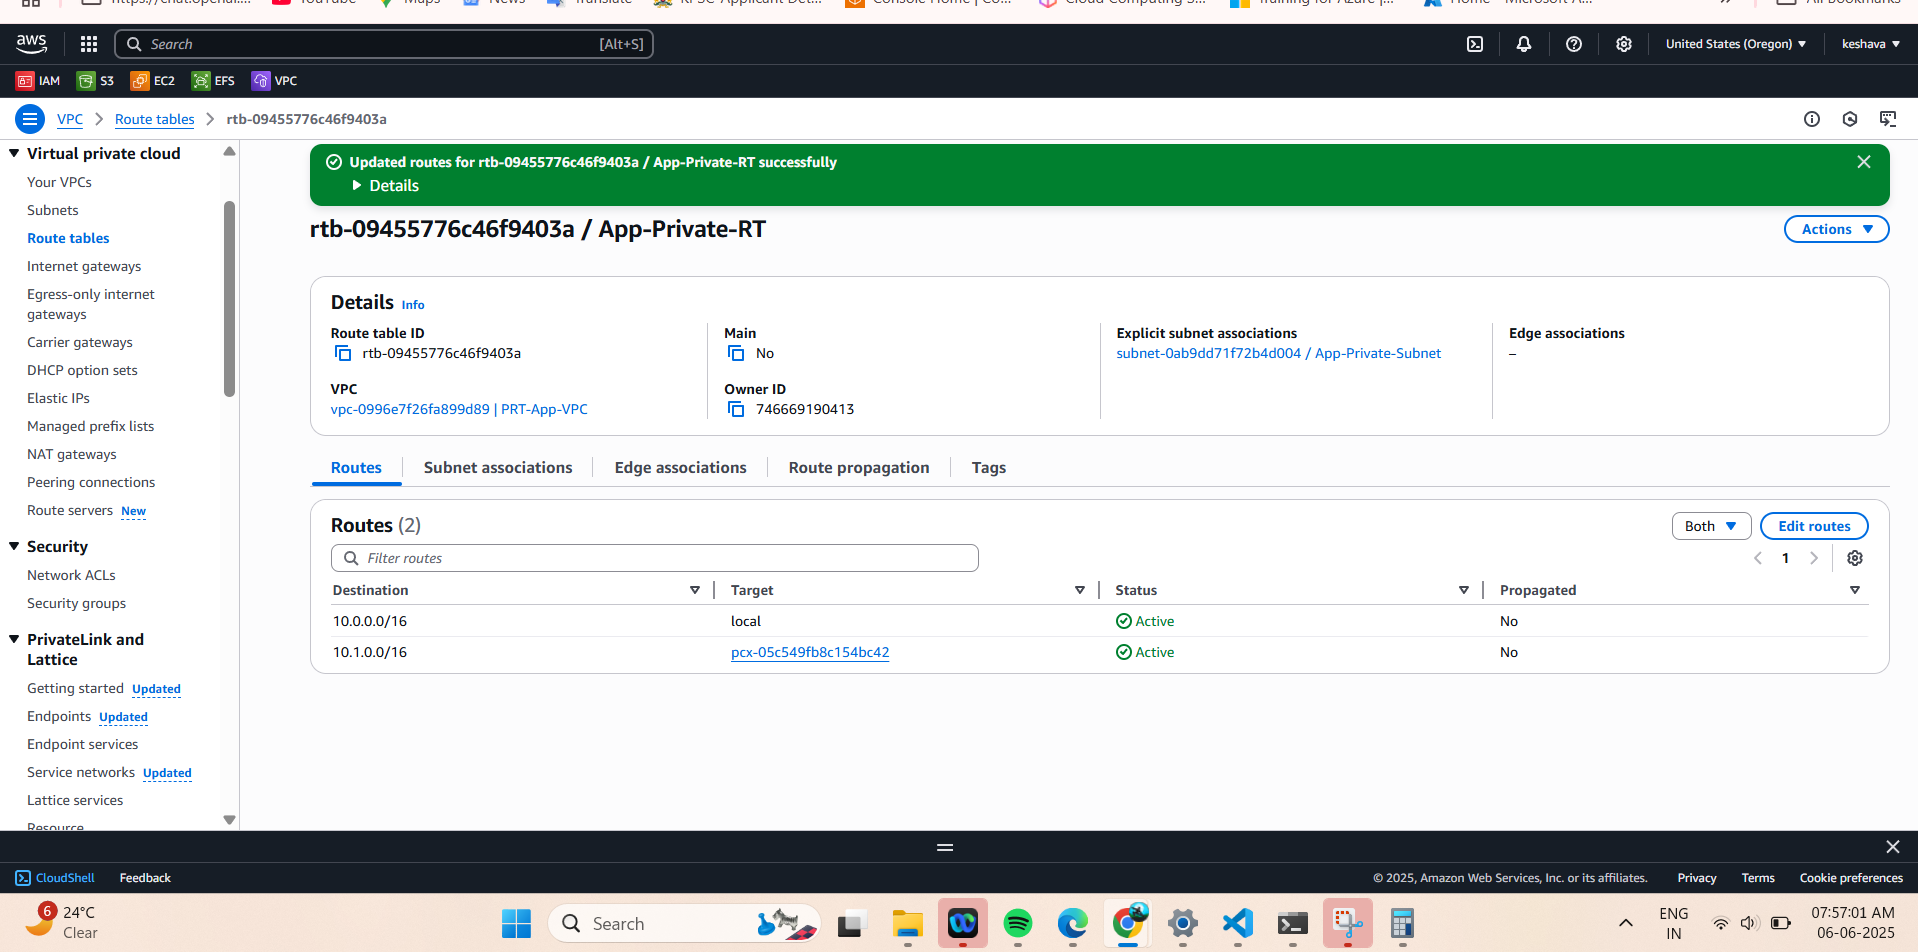 YouTube
Maps
News
Translate
aws
Search [Alt+S]
United States (Oregon)
keshava
IAM S3 EC2 EFS VPC
VPC Route tables rtb-09455776c46f9403a
Virtual private cloud
Your VPCs
Subnets
Route tables
Internet gateways
Egress-only internet
gateways
Carrier gateways
DHCP option sets
Elastic IPs
Managed prefix lists
NAT gateways
Peering connections
Route servers New
Security
Network ACLs
Security groups
PrivateLink and
Lattice
Getting started Updated
Endpoints Updated
Endpoint services
Service networks Updated
Lattice services
Resource
Updated routes for rtb-09455776c46f9403a / App-Private-RT successfully
Details
rtb-09455776c46f9403a / App-Private-RT
Actions
Details Info
Route table ID
rtb-09455776c46f9403a
VPC
vpc-0996e7f26fa899d89 | PRT-App-VPC
Main
No
Owner ID
746669190413
Explicit subnet associations
subnet-0ab9dd71f72b4d004 / App-Private-Subnet
Edge associations
–
Routes Subnet associations Edge associations Route propagation Tags
Routes (2)
Both
Edit routes
Filter routes
1
Destination Target Status Propagated
10.0.0.0/16 local Active No
10.1.0.0/16 pcx-05c549fb8c154bc42 Active No
CloudShell Feedback
© 2025, Amazon Web Services, Inc. or its affiliates. Privacy Terms Cookie preferences
6
24°C
Clear
Search
ENG
IN
07:57:01 AM
06-06-2025